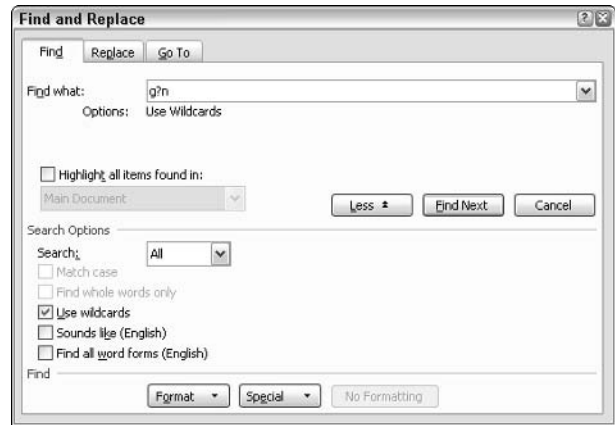 Find and Replace
Find Replace Go To
Find what: g?n
Options: Use Wildcards
Highlight all items found in:
Main Document
Less Find Next Cancel
Search Options
Search: All
Match case
Find whole words only
Use wildcards
Sounds like (English)
Find all word forms (English)
Find
Format Special No Formatting